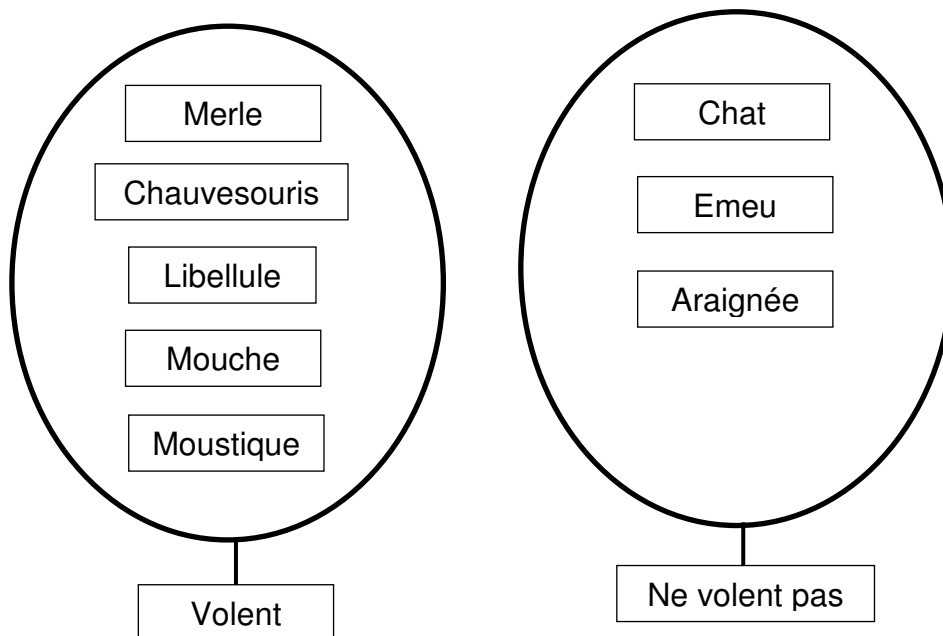 Merle
Chauvesouris
Libellule
Mouche
Moustique
Volent
Chat
Emeu
Araignée
Ne volent pas